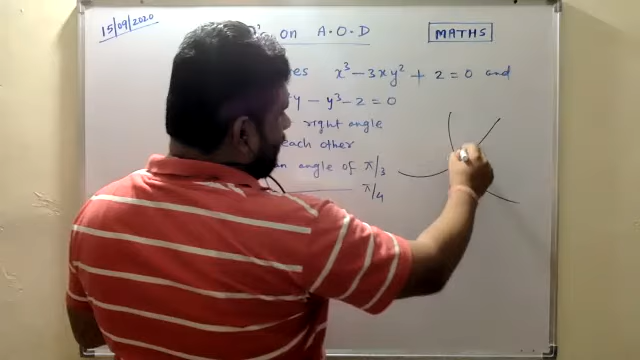 15/09/2020
on A.O.D
MATHS
x³ - 3xy² + 2 = 0 and
y - y³ - 2 = 0
right angle
each other
angle of π/3
π/4